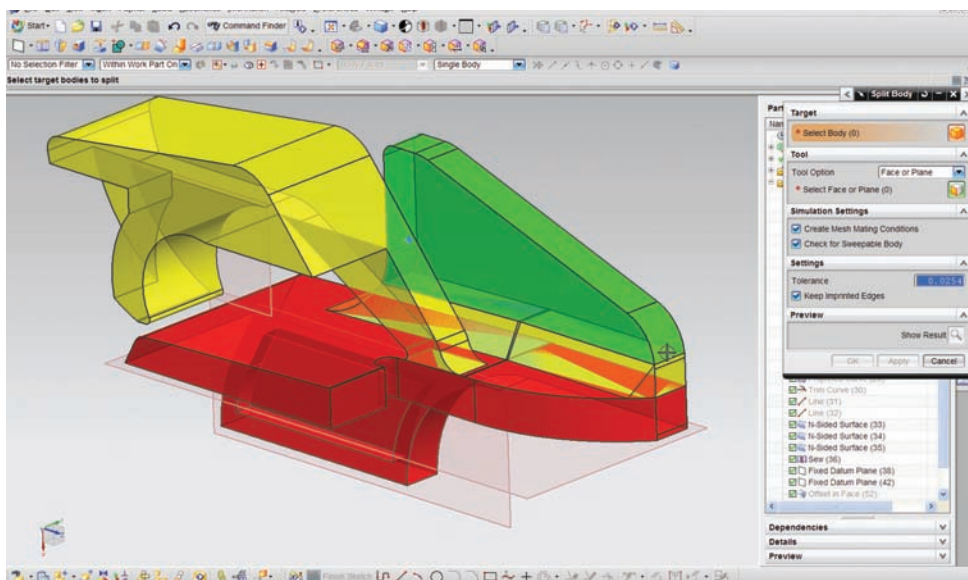 Start
Command Finder
No Selection Filter
Within Work Part On
Single Body
Select target bodies to split
Split Body
Part
Target
* Select Body (0)
Tool
Tool Option Face or Plane
* Select Face or Plane (0)
Simulation Settings
Create Mesh Mating Conditions
Check for Sweepable Body
Settings
Tolerance 0.0254
Keep Imprinted Edges
Preview
Show Result
OK Apply Cancel
Trim Curve (30)
Line (31)
Line (32)
N-Sided Surface (33)
N-Sided Surface (34)
N-Sided Surface (35)
Sew (36)
Fixed Datum Plane (38)
Fixed Datum Plane (42)
Offset in Face (52)
Dependencies
Details
Preview
Finish Sketch